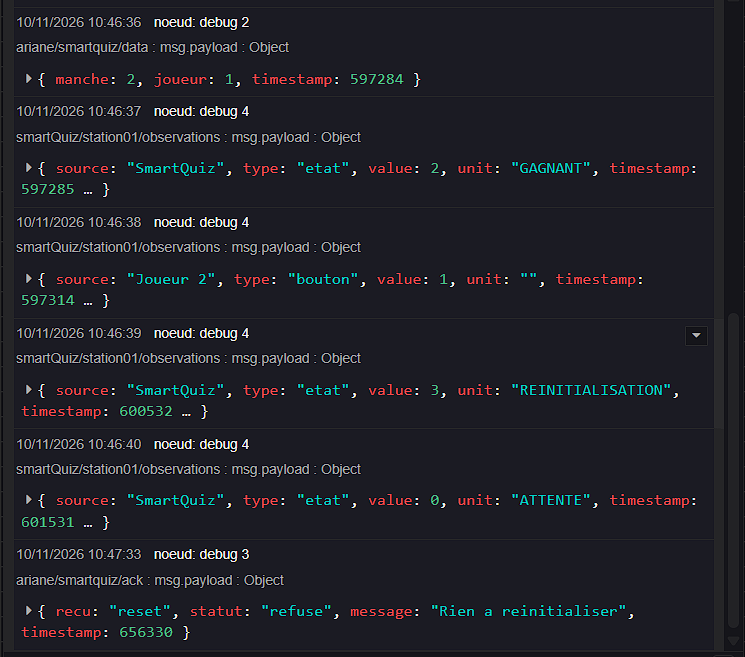 10/11/2026 10:46:36 noeud: debug 2
ariane/smartquiz/data : msg.payload : Object
{ manche: 2, joueur: 1, timestamp: 597284 }
10/11/2026 10:46:37 noeud: debug 4
smartQuiz/station01/observations : msg.payload : Object
{ source: "SmartQuiz", type: "etat", value: 2, unit: "GAGNANT", timestamp:
597285 … }
10/11/2026 10:46:38 noeud: debug 4
smartQuiz/station01/observations : msg.payload : Object
{ source: "Joueur 2", type: "bouton", value: 1, unit: "", timestamp:
597314 … }
10/11/2026 10:46:39 noeud: debug 4
smartQuiz/station01/observations : msg.payload : Object
{ source: "SmartQuiz", type: "etat", value: 3, unit: "REINITIALISATION",
timestamp: 600532 … }
10/11/2026 10:46:40 noeud: debug 4
smartQuiz/station01/observations : msg.payload : Object
{ source: "SmartQuiz", type: "etat", value: 0, unit: "ATTENTE", timestamp:
601531 … }
10/11/2026 10:47:33 noeud: debug 3
ariane/smartquiz/ack : msg.payload : Object
{ recu: "reset", statut: "refuse", message: "Rien a reinitialiser",
timestamp: 656330 }